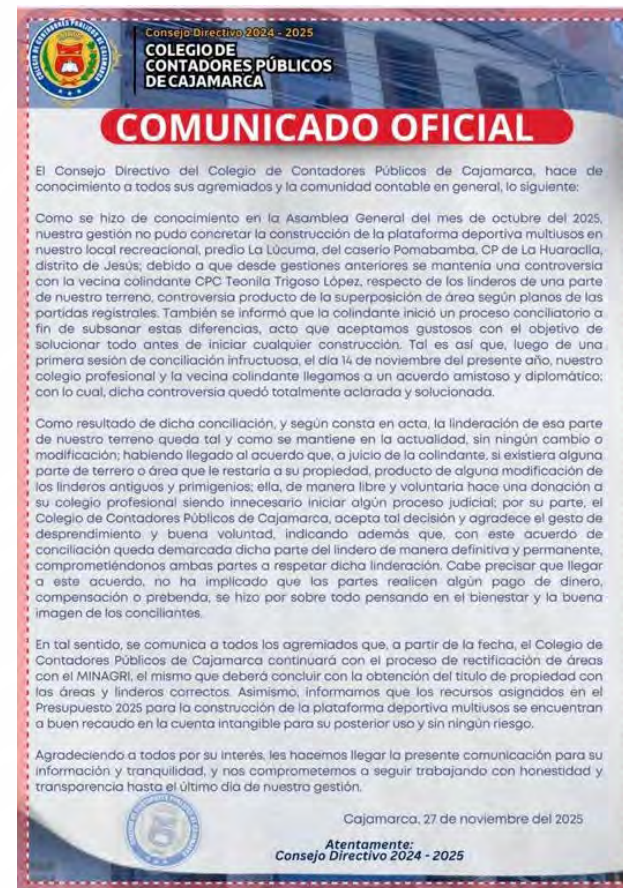 Consejo Directivo 2024 - 2025
COLEGIO DE
CONTADORES PÚBLICOS
DE CAJAMARCA
COMUNICADO OFICIAL
El Consejo Directivo del Colegio de Contadores Públicos de Cajamarca, hace de
conocimiento a todos sus agremiados y la comunidad contable en general, lo siguiente:
Como se hizo de conocimiento en la Asamblea General del mes de octubre del 2025,
nuestra gestión no pudo concretar la construcción de la plataforma deportiva multiusos en
nuestro local recreacional, predio La Lúcuma, del caserío Pomabamba, CP de La Huaraclla,
distrito de Jesús; debido a que desde gestiones anteriores se mantenía una controversia
con la vecina colindante CPC Teonila Trigoso López, respecto de los linderos de una parte
de nuestro terreno, controversia producto de la superposición de área según planos de las
partidas registrales. También se informó que la colindante inició un proceso conciliatorio a
fin de subsanar estas diferencias, acto que aceptamos gustosos con el objetivo de
solucionar todo antes de iniciar cualquier construcción. Tal es así que, luego de una
primera sesión de conciliación infructuosa, el día 14 de noviembre del presente año, nuestro
colegio profesional y la vecina colindante llegamos a un acuerdo amistoso y diplomático;
con lo cual, dicha controversia quedó totalmente aclarada y solucionada.
Como resultado de dicha conciliación, y según consta en acta, la linderación de esa parte
de nuestro terreno queda tal y como se mantiene en la actualidad, sin ningún cambio o
modificación; habiendo llegado al acuerdo que, a juicio de la colindante, si existiera alguna
parte de terrero o área que le restaría a su propiedad, producto de alguna modificación de
los linderos antiguos y primigenios; ella, de manera libre y voluntaria hace una donación a
su colegio profesional siendo innecesario iniciar algún proceso judicial; por su parte, el
Colegio de Contadores Públicos de Cajamarca, acepta tal decisión y agradece el gesto de
desprendimiento y buena voluntad, indicando además que, con este acuerdo de
conciliación queda demarcada dicha parte del lindero de manera definitiva y permanente,
comprometiéndonos ambas partes a respetar dicha linderación. Cabe precisar que llegar
a este acuerdo, no ha implicado que las partes realicen algún pago de dinero,
compensación o prebenda, se hizo por sobre todo pensando en el bienestar y la buena
imagen de los conciliantes.
En tal sentido, se comunica a todos los agremiados que, a partir de la fecha, el Colegio de
Contadores Públicos de Cajamarca continuará con el proceso de rectificación de áreas
con el MINAGRI, el mismo que deberá concluir con la obtención del título de propiedad con
las áreas y linderos correctos. Asimismo, informamos que los recursos asignados en el
Presupuesto 2025 para la construcción de la plataforma deportiva multiusos se encuentran
a buen recaudo en la cuenta intangible para su posterior uso y sin ningún riesgo.
Agradeciendo a todos por su interés, les hacemos llegar la presente comunicación para su
información y tranquilidad, y nos comprometemos a seguir trabajando con honestidad y
transparencia hasta el último día de nuestra gestión.
Cajamarca, 27 de noviembre del 2025
Atentamente:
Consejo Directivo 2024 - 2025